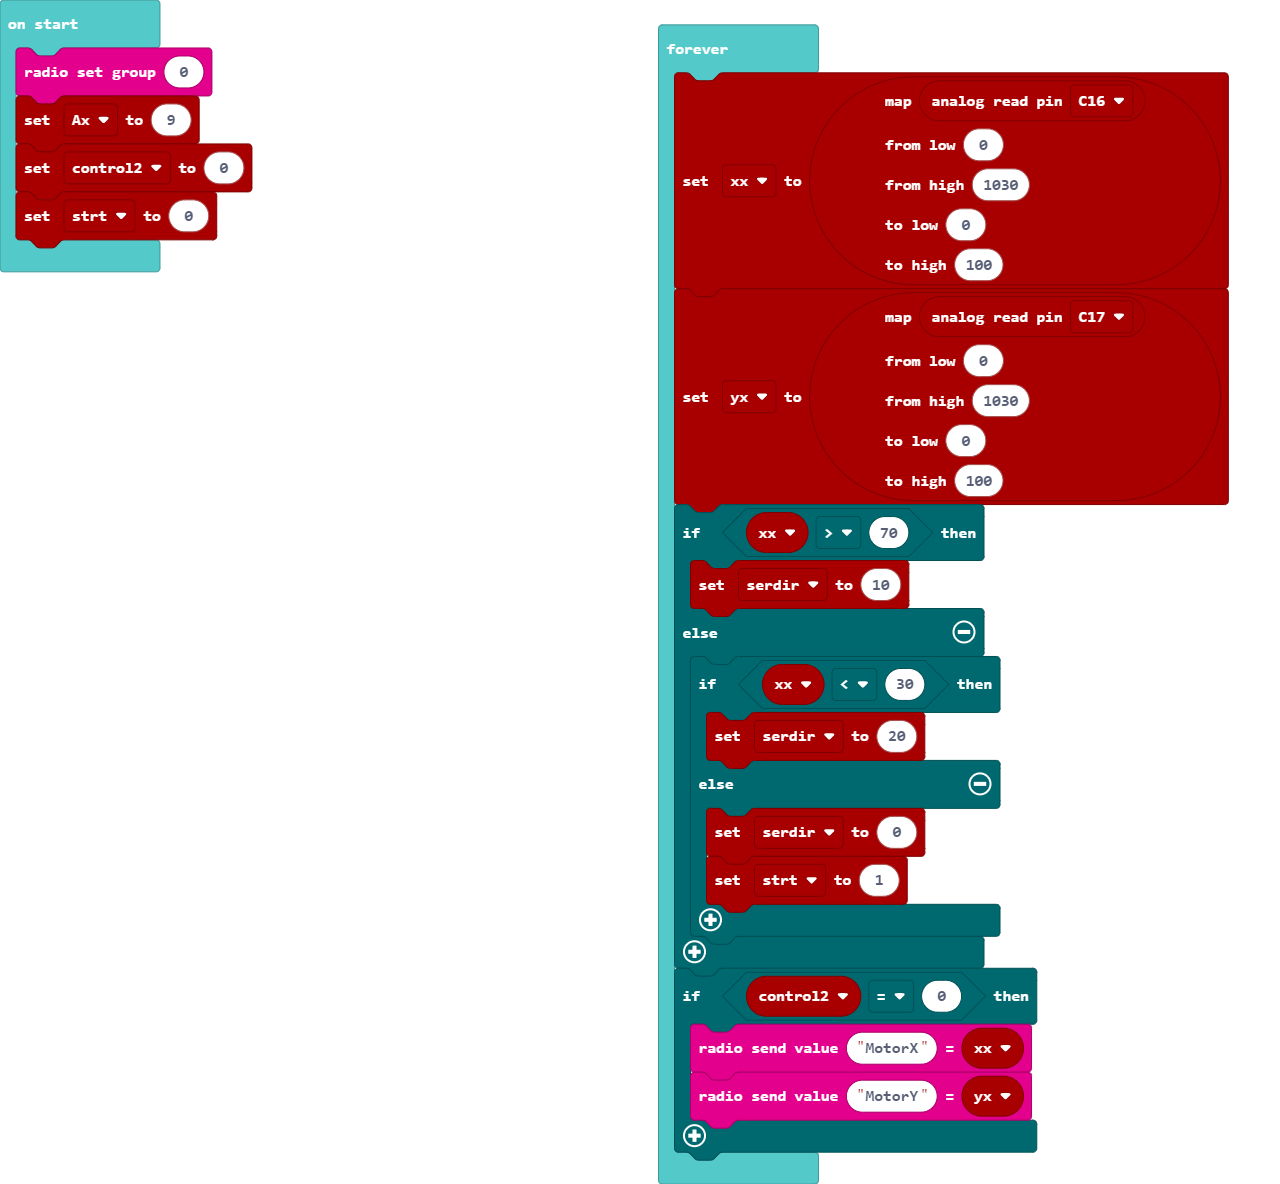 on start
radio set group 0
set Ax to 9
set control2 to 0
set strt to 0
forever
set xx to map analog read pin C16
from low 0
from high 1030
to low 0
to high 100
set yx to map analog read pin C17
from low 0
from high 1030
to low 0
to high 100
if xx > 70 then
set serdir to 10
else
if xx < 30 then
set serdir to 20
else
set serdir to 0
set strt to 1
if control2 = 0 then
radio send value "MotorX" = xx
radio send value "MotorY" = yx